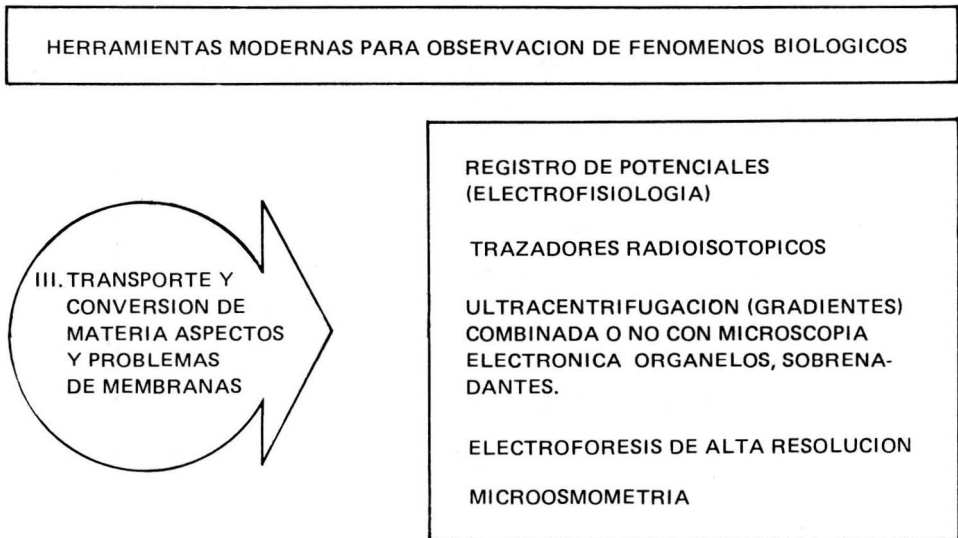 HERRAMIENTAS MODERNAS PARA OBSERVACION DE FENOMENOS BIOLOGICOS
III. TRANSPORTE Y
CONVERSION DE
MATERIA ASPECTOS
Y PROBLEMAS
DE MEMBRANAS
REGISTRO DE POTENCIALES
(ELECTROFISIOLOGIA)
TRAZADORES RADIOISOTOPICOS
ULTRACENTRIFUGACION (GRADIENTES)
COMBINADA O NO CON MICROSCOPIA
ELECTRONICA ORGANELOS, SOBRENA-
DANTES.
ELECTROFORESIS DE ALTA RESOLUCION
MICROOSMOMETRIA